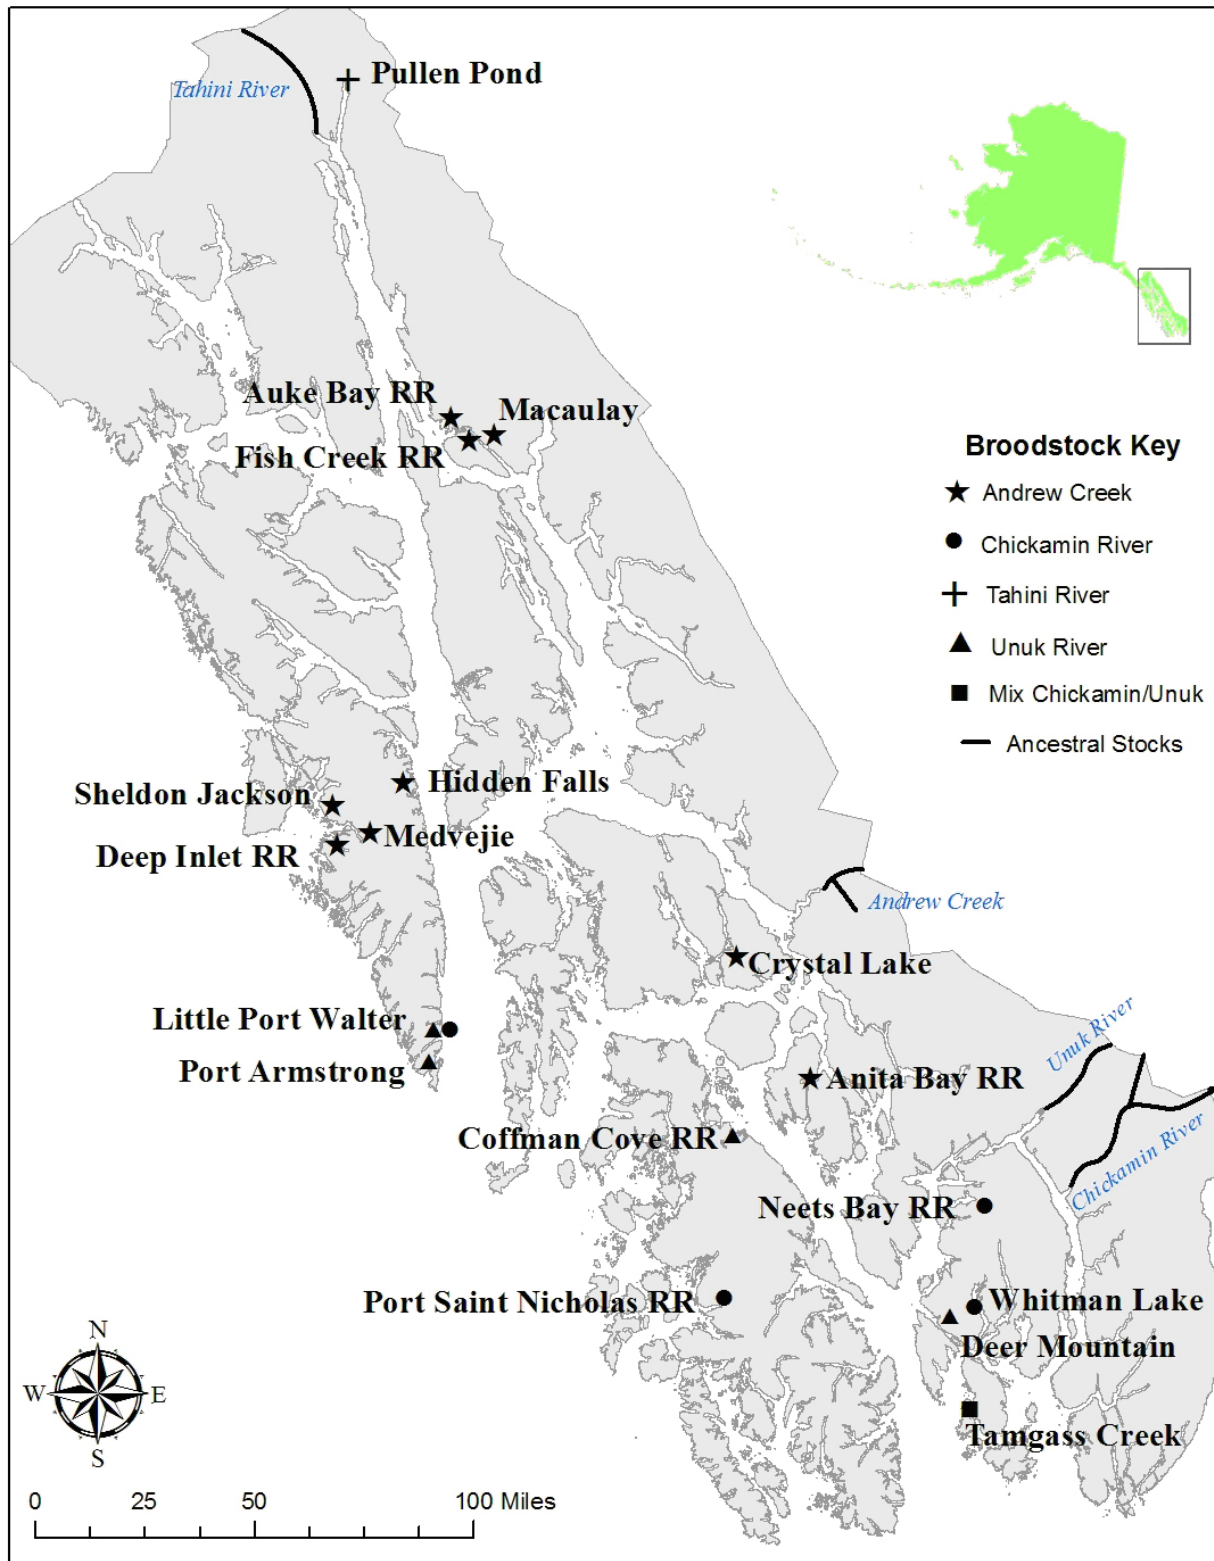 Pullen Pond
Tahini River
Auke Bay RR
Macaulay
Fish Creek RR
Broodstock Key
Andrew Creek
Chickamin River
Tahini River
Unuk River
Mix Chickamin/Unuk
Ancestral Stocks
Hidden Falls
Sheldon Jackson
Medvejie
Deep Inlet RR
Andrew Creek
Crystal Lake
Little Port Walter
Unuk River
Port Armstrong
Anita Bay RR
Coffman Cove RR
Chickamin River
Neets Bay RR
Port Saint Nicholas RR
Whitman Lake
Deer Mountain
Tamgass Creek
N
W E
S
0 25 50 100 Miles